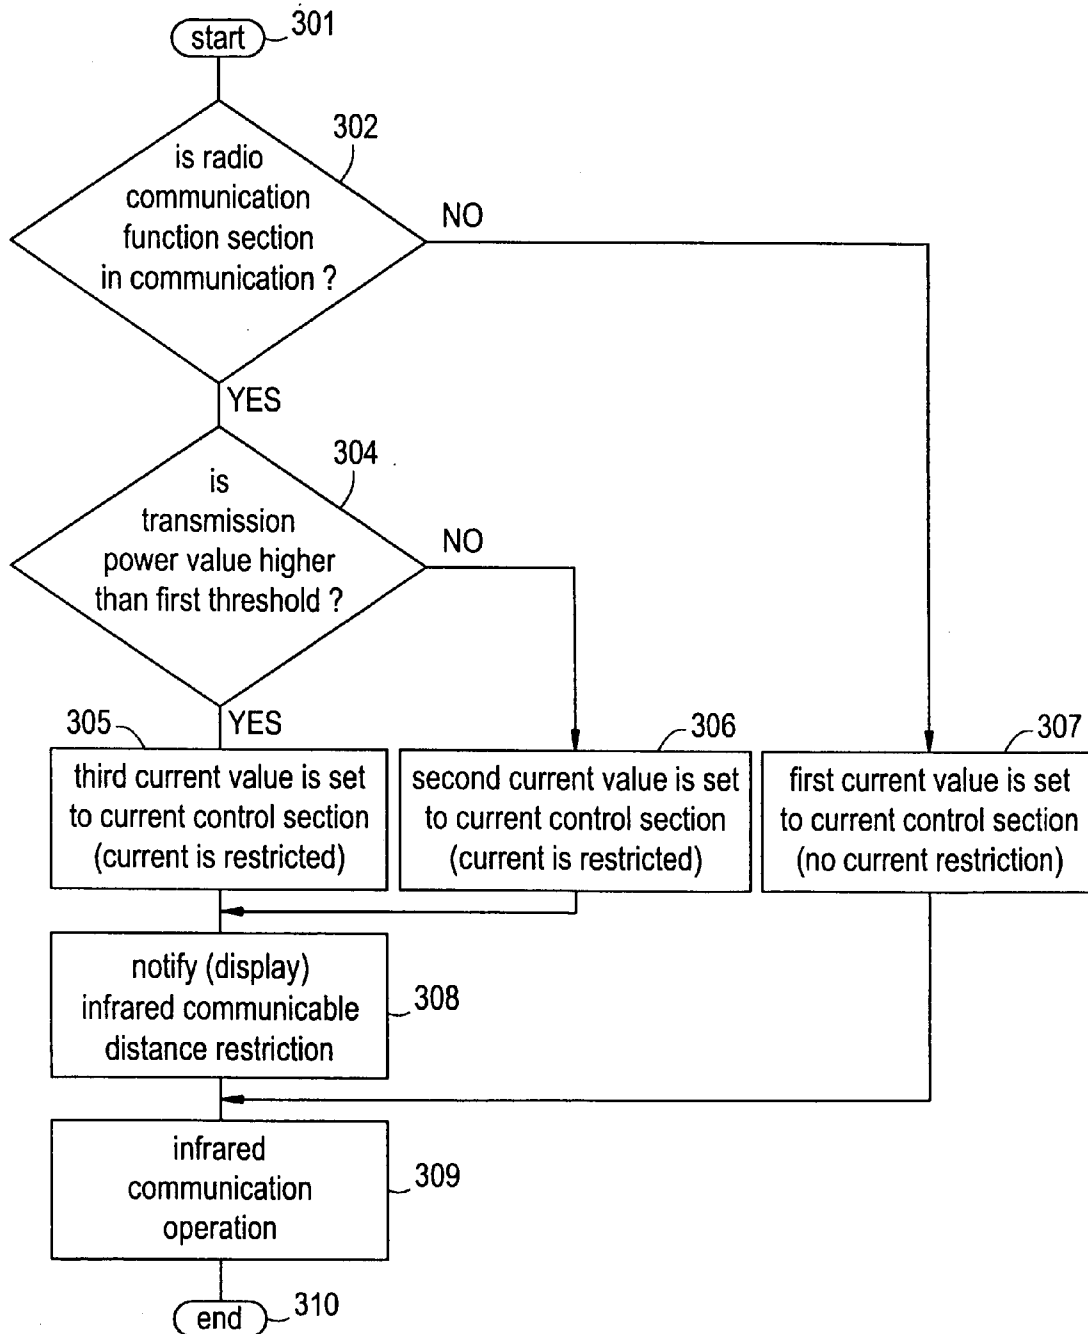 start
301
302
is radio
communication
function section
in communication ?
NO
YES
304
is
transmission
power value higher
than first threshold ?
NO
YES
305
third current value is set
to current control section
(current is restricted)
306
second current value is set
to current control section
(current is restricted)
307
first current value is set
to current control section
(no current restriction)
notify (display)
infrared communicable
distance restriction
308
infrared
communication
operation
309
end
310